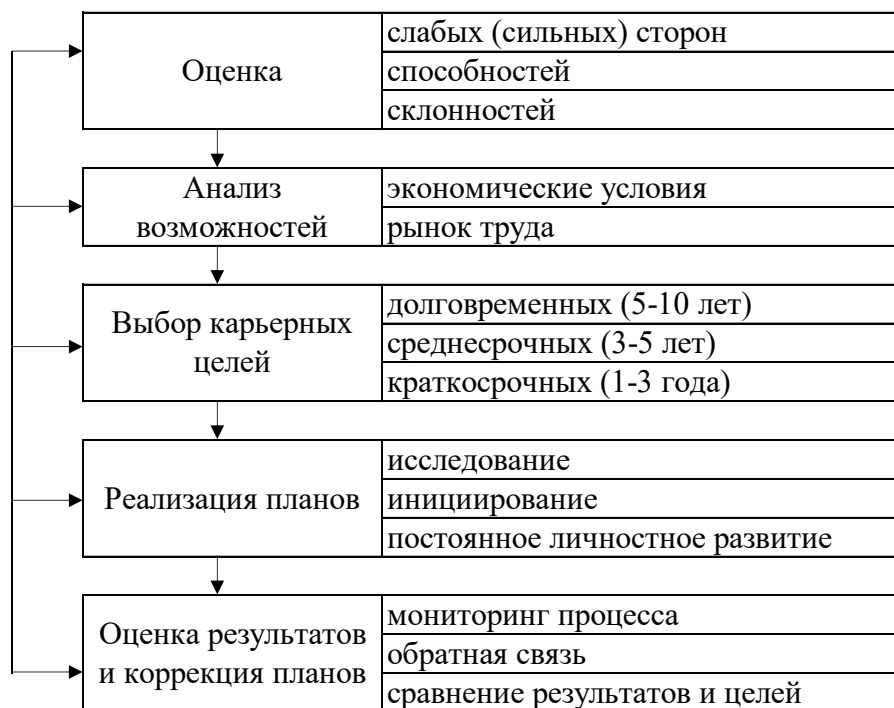 Оценка
слабых (сильных) сторон
способностей
склонностей
Анализ
возможностей
экономические условия
рынок труда
Выбор карьерных
целей
долговременных (5-10 лет)
среднесрочных (3-5 лет)
краткосрочных (1-3 года)
Реализация планов
исследование
инициирование
постоянное личностное развитие
Оценка результатов
и коррекция планов
мониторинг процесса
обратная связь
сравнение результатов и целей